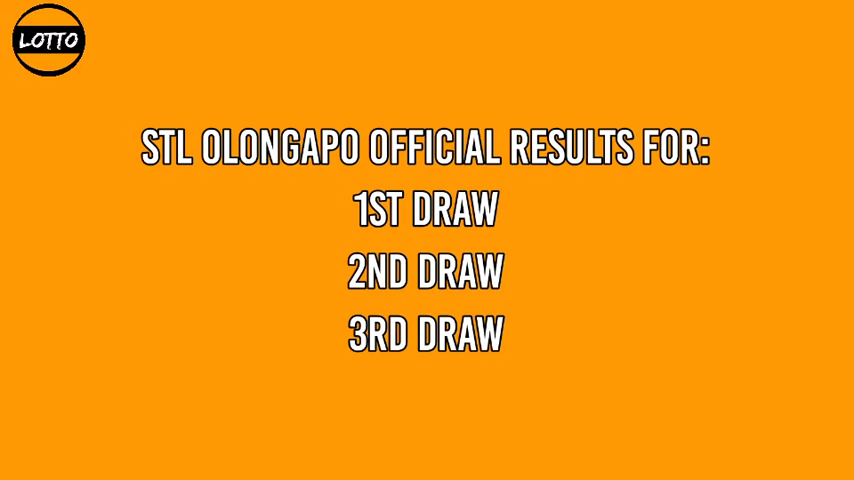 LOTTO
STL OLONGAPO OFFICIAL RESULTS FOR:
1ST DRAW
2ND DRAW
3RD DRAW